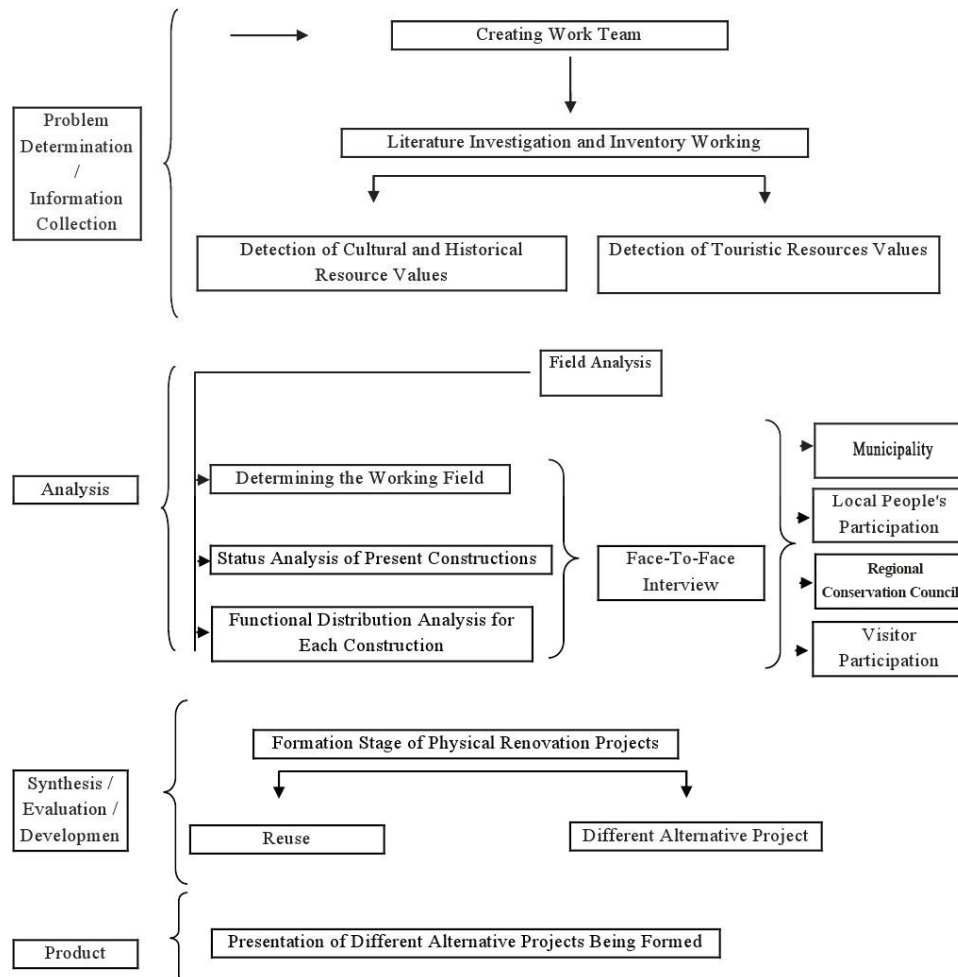 Creating Work Team
Problem
Determination
/
Information
Collection
Literature Investigation and Inventory Working
Detection of Cultural and Historical
Resource Values
Detection of Touristic Resources Values
Field Analysis
Analysis
Determining the Working Field
Status Analysis of Present Constructions
Functional Distribution Analysis for
Each Construction
Face-To-Face
Interview
Municipality
Local People's
Participation
Regional
Conservation Council
Visitor
Participation
Synthesis /
Evaluation /
Developmen
Formation Stage of Physical Renovation Projects
Reuse
Different Alternative Project
Product
Presentation of Different Alternative Projects Being Formed